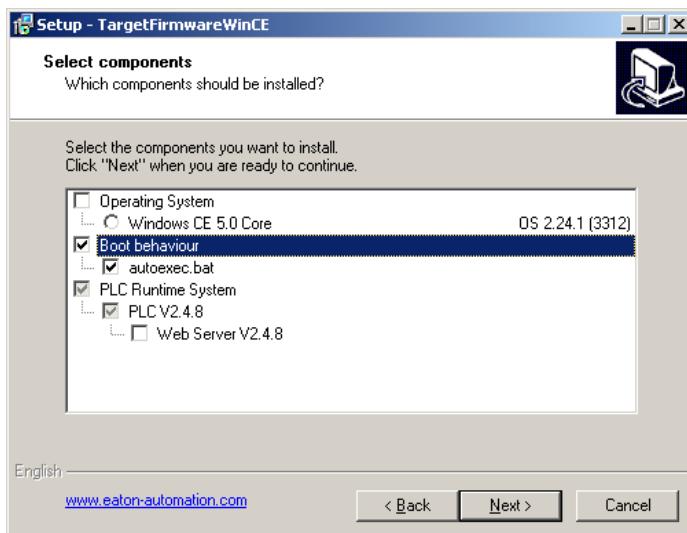 Setup - TargetFirmwareWinCE
Select components
Which components should be installed?
Select the components you want to install.
Click "Next" when you are ready to continue.
Operating System
Windows CE 5.0 Core OS 2.24.1 (3312)
Boot behaviour
autoexec.bat
PLC Runtime System
PLC V2.4.8
Web Server V2.4.8
English
www.eaton-automation.com < Back Next > Cancel